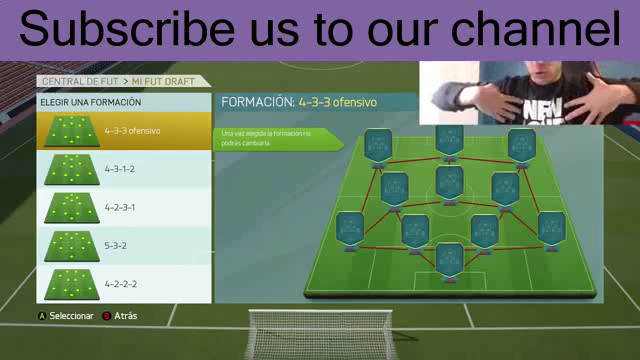 Subscribe us to our channel
CENTRAL DE FUT > MI FUT DRAFT
ELEGIR UNA FORMACIÓN
FORMACIÓN: 4-3-3 ofensivo
4-3-3 ofensivo
Una vez elegida la formación no
podrás cambiarla.
4-3-1-2
4-2-3-1
5-3-2
4-2-2-2
A Seleccionar B Atrás